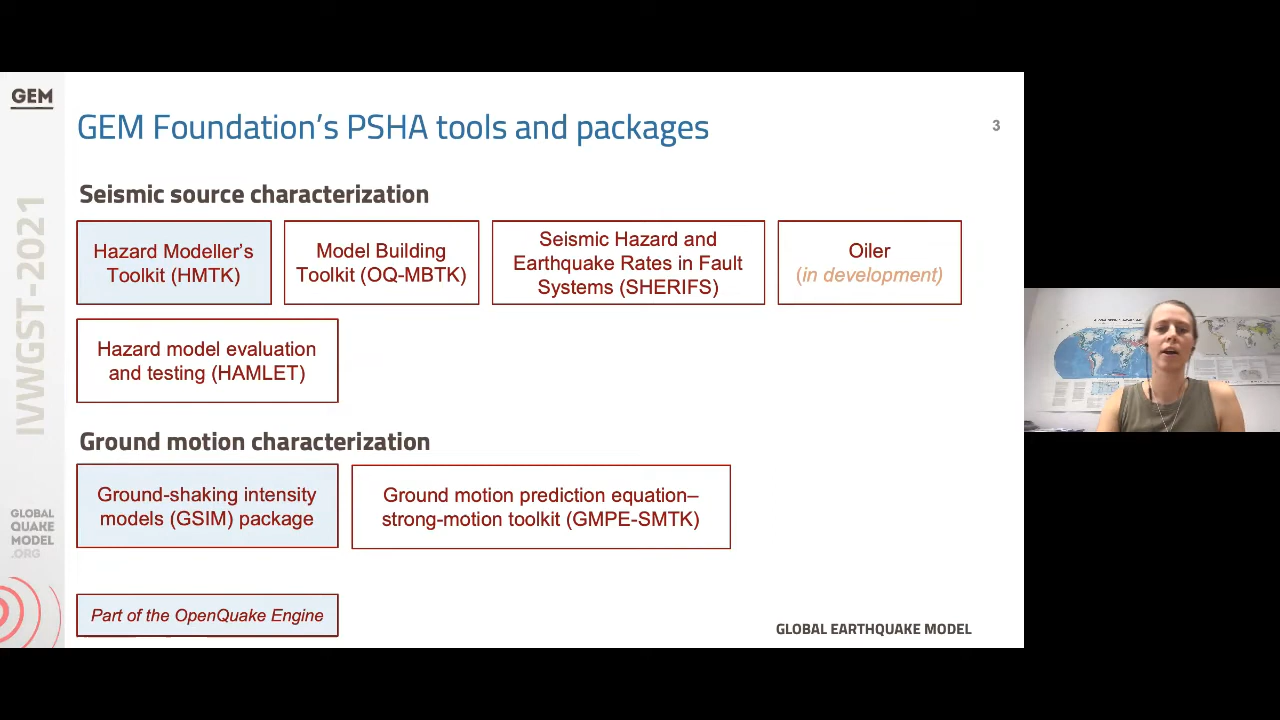 GEM
GEM Foundation's PSHA tools and packages
3
Seismic source characterization
Hazard Modeller's
Toolkit (HMTK)
Model Building
Toolkit (OQ-MBTK)
Seismic Hazard and
Earthquake Rates in Fault
Systems (SHERIFS)
Oiler
(in development)
Hazard model evaluation
and testing (HAMLET)
Ground motion characterization
Ground-shaking intensity
models (GSIM) package
Ground motion prediction equation–
strong-motion toolkit (GMPE-SMTK)
Part of the OpenQuake Engine
IVWGST-2021
GLOBAL
QUAKE
MODEL
.ORG
GLOBAL EARTHQUAKE MODEL